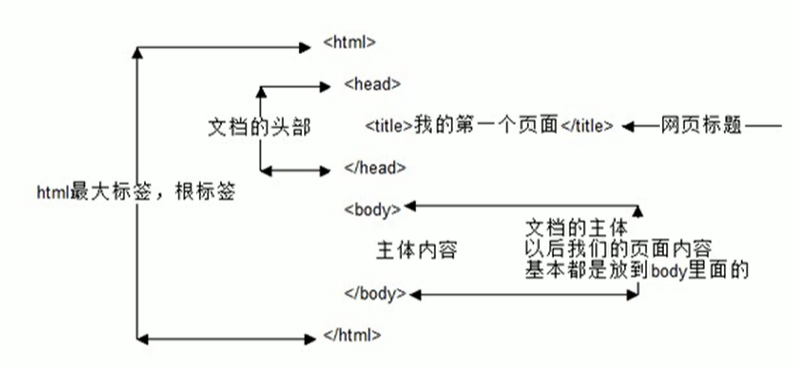 <html>
<head>
文档的头部
<title>我的第一个页面</title>
网页标题
</head>
html最大标签，根标签
<body>
文档的主体
主体内容
以后我们的页面内容
基本都是放到body里面的
</body>
</html>